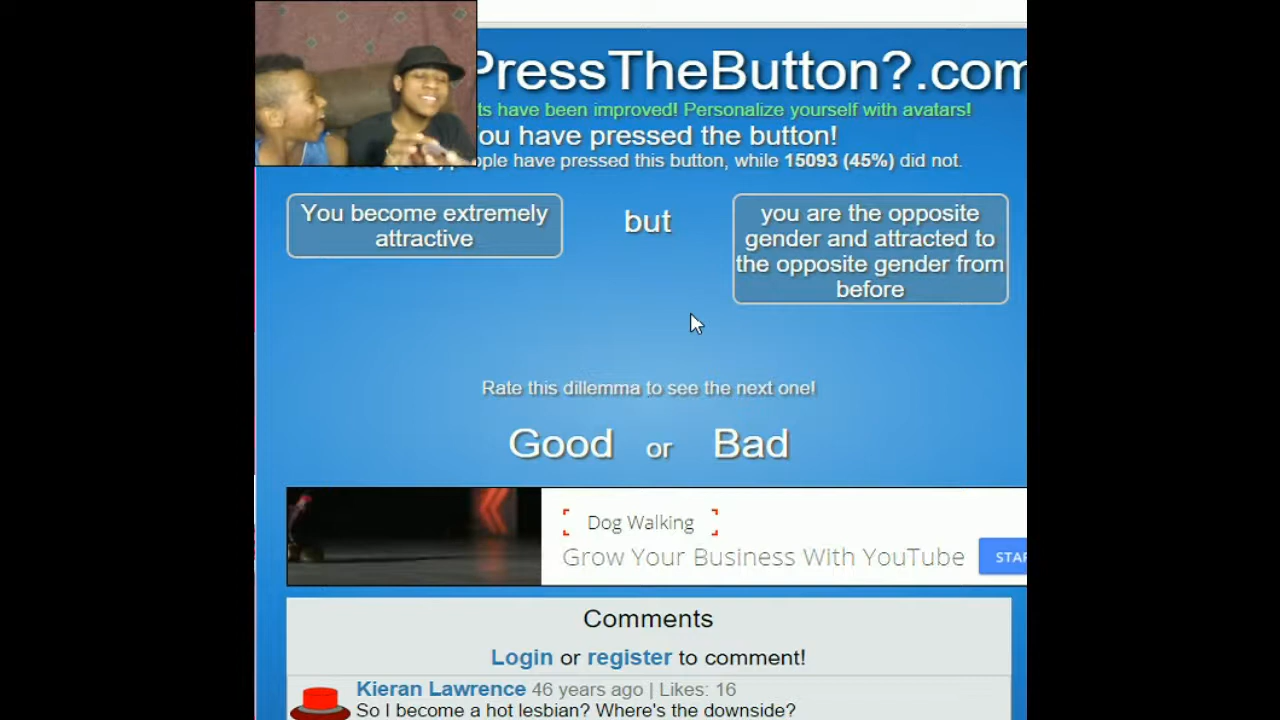 PressTheButton?.com
ts have been improved! Personalize yourself with avatars!
ou have pressed the button!
people have pressed this button, while 15093 (45%) did not.
You become extremely
attractive
but
you are the opposite
gender and attracted to
the opposite gender from
before
Rate this dillemma to see the next one!
Good or Bad
Dog Walking
Grow Your Business With YouTube
STAR
Comments
Login or register to comment!
Kieran Lawrence 46 years ago | Likes: 16
So I become a hot lesbian? Where's the downside?